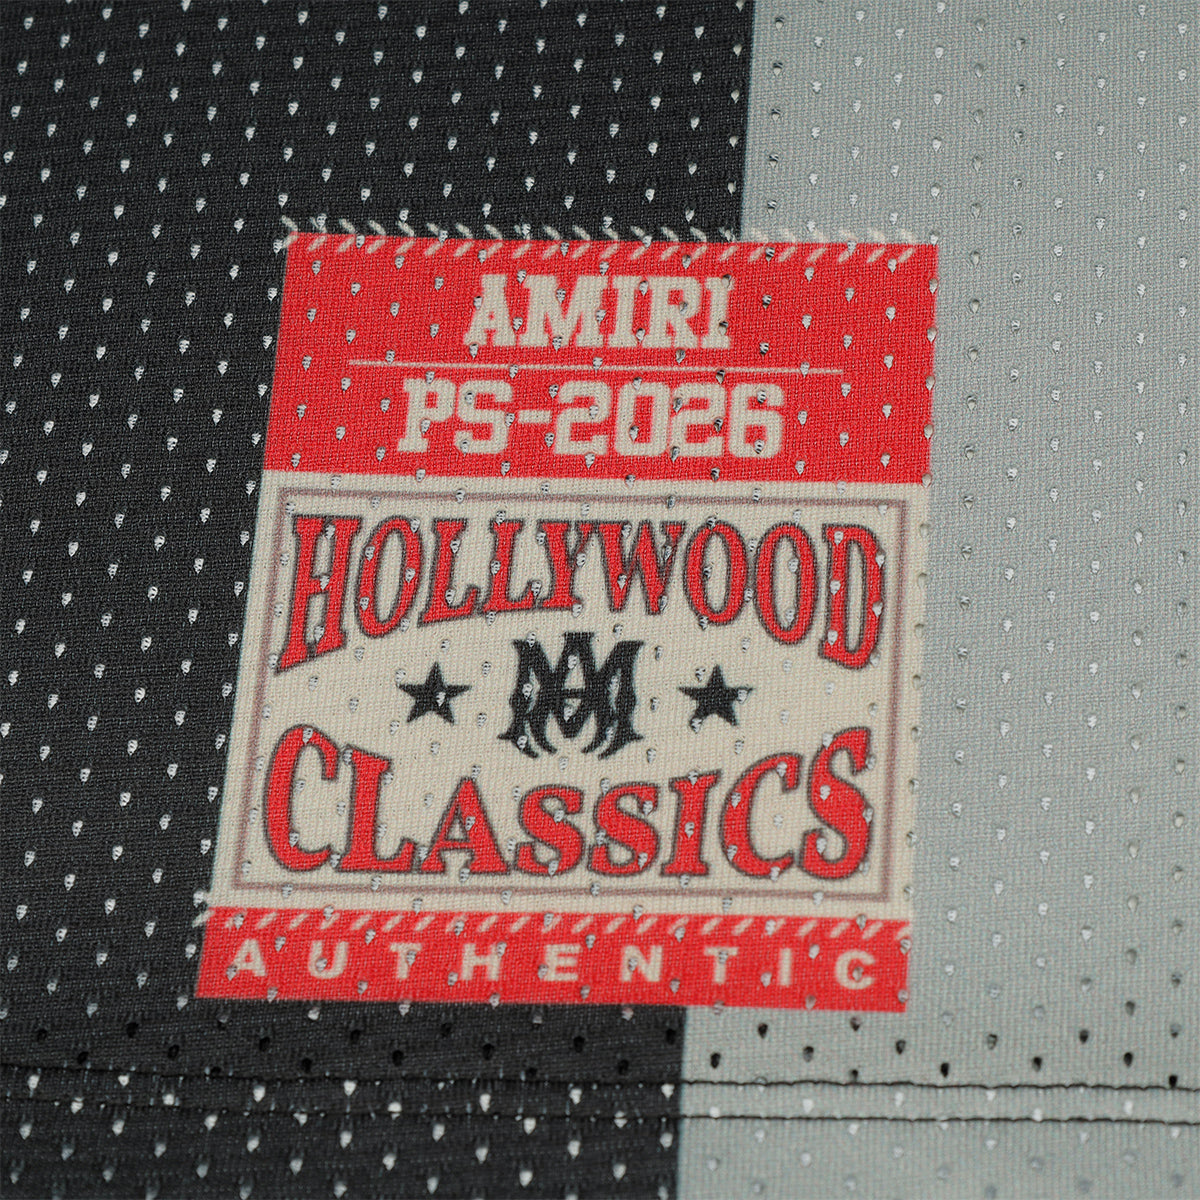 AMIRI
PS-2026
HOLLYWOOD
CLASSICS
AUTHENTIC